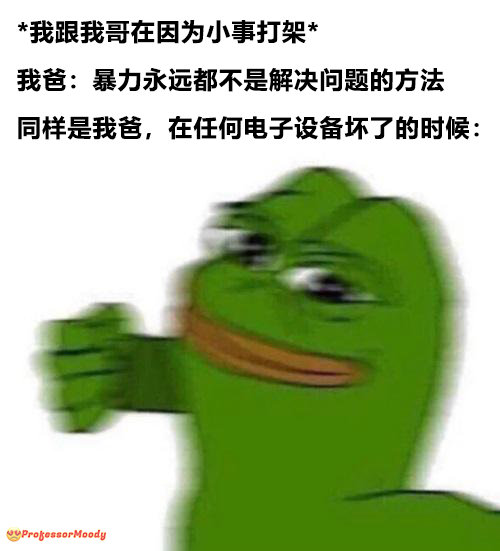 *我跟我哥在因为小事打架*
我爸：暴力永远都不是解决问题的方法
同样是我爸，在任何电子设备坏了的时候：
ProfessorMoody